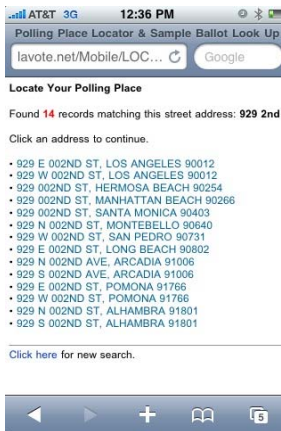 AT&T 3G 12:36 PM
Polling Place Locator & Sample Ballot Look Up
lavote.net/Mobile/LOC... Google
Locate Your Polling Place
Found 14 records matching this street address: 929 2nd
Click an address to continue.
• 929 E 002ND ST, LOS ANGELES 90012
• 929 W 002ND ST, LOS ANGELES 90012
• 929 002ND ST, HERMOSA BEACH 90254
• 929 002ND ST, MANHATTAN BEACH 90266
• 929 002ND ST, SANTA MONICA 90403
• 929 N 002ND ST, MONTEBELLO 90640
• 929 W 002ND ST, SAN PEDRO 90731
• 929 E 002ND ST, LONG BEACH 90802
• 929 N 002ND AVE, ARCADIA 91006
• 929 S 002ND AVE, ARCADIA 91006
• 929 E 002ND ST, POMONA 91766
• 929 W 002ND ST, POMONA 91766
• 929 N 002ND ST, ALHAMBRA 91801
• 929 S 002ND ST, ALHAMBRA 91801
Click here for new search.
5